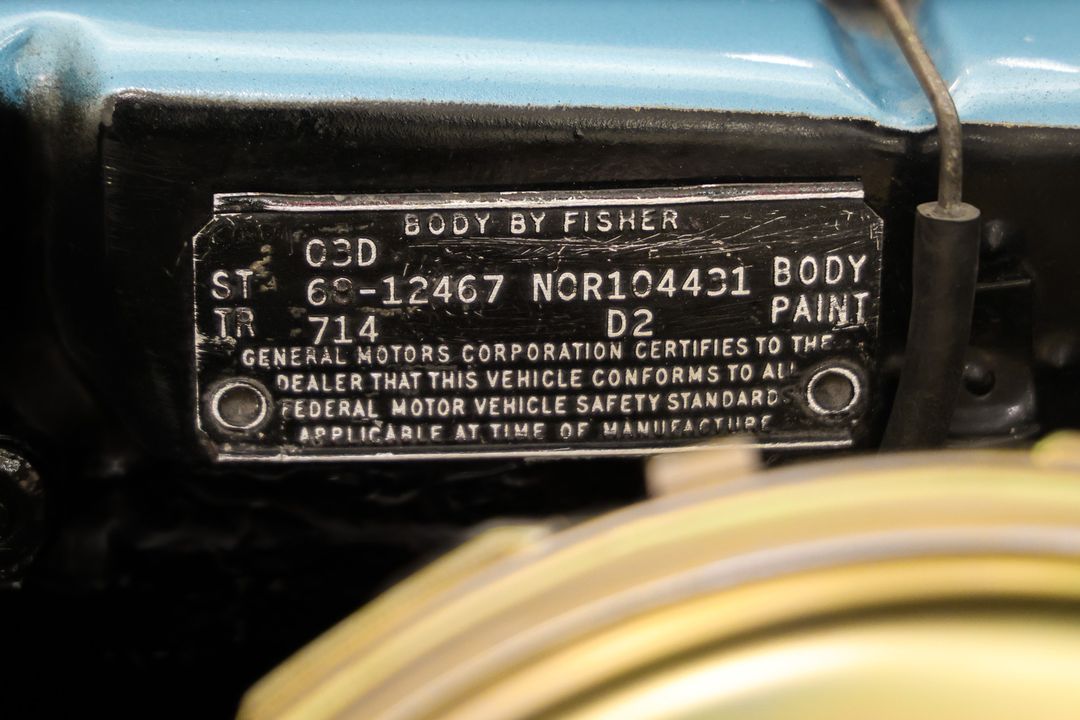 BODY BY FISHER
03D
ST 68-12467 NOR104431 BODY
TR 714 D2 PAINT
GENERAL MOTORS CORPORATION CERTIFIES TO THE
DEALER THAT THIS VEHICLE CONFORMS TO ALL
FEDERAL MOTOR VEHICLE SAFETY STANDARDS
APPLICABLE AT TIME OF MANUFACTURE